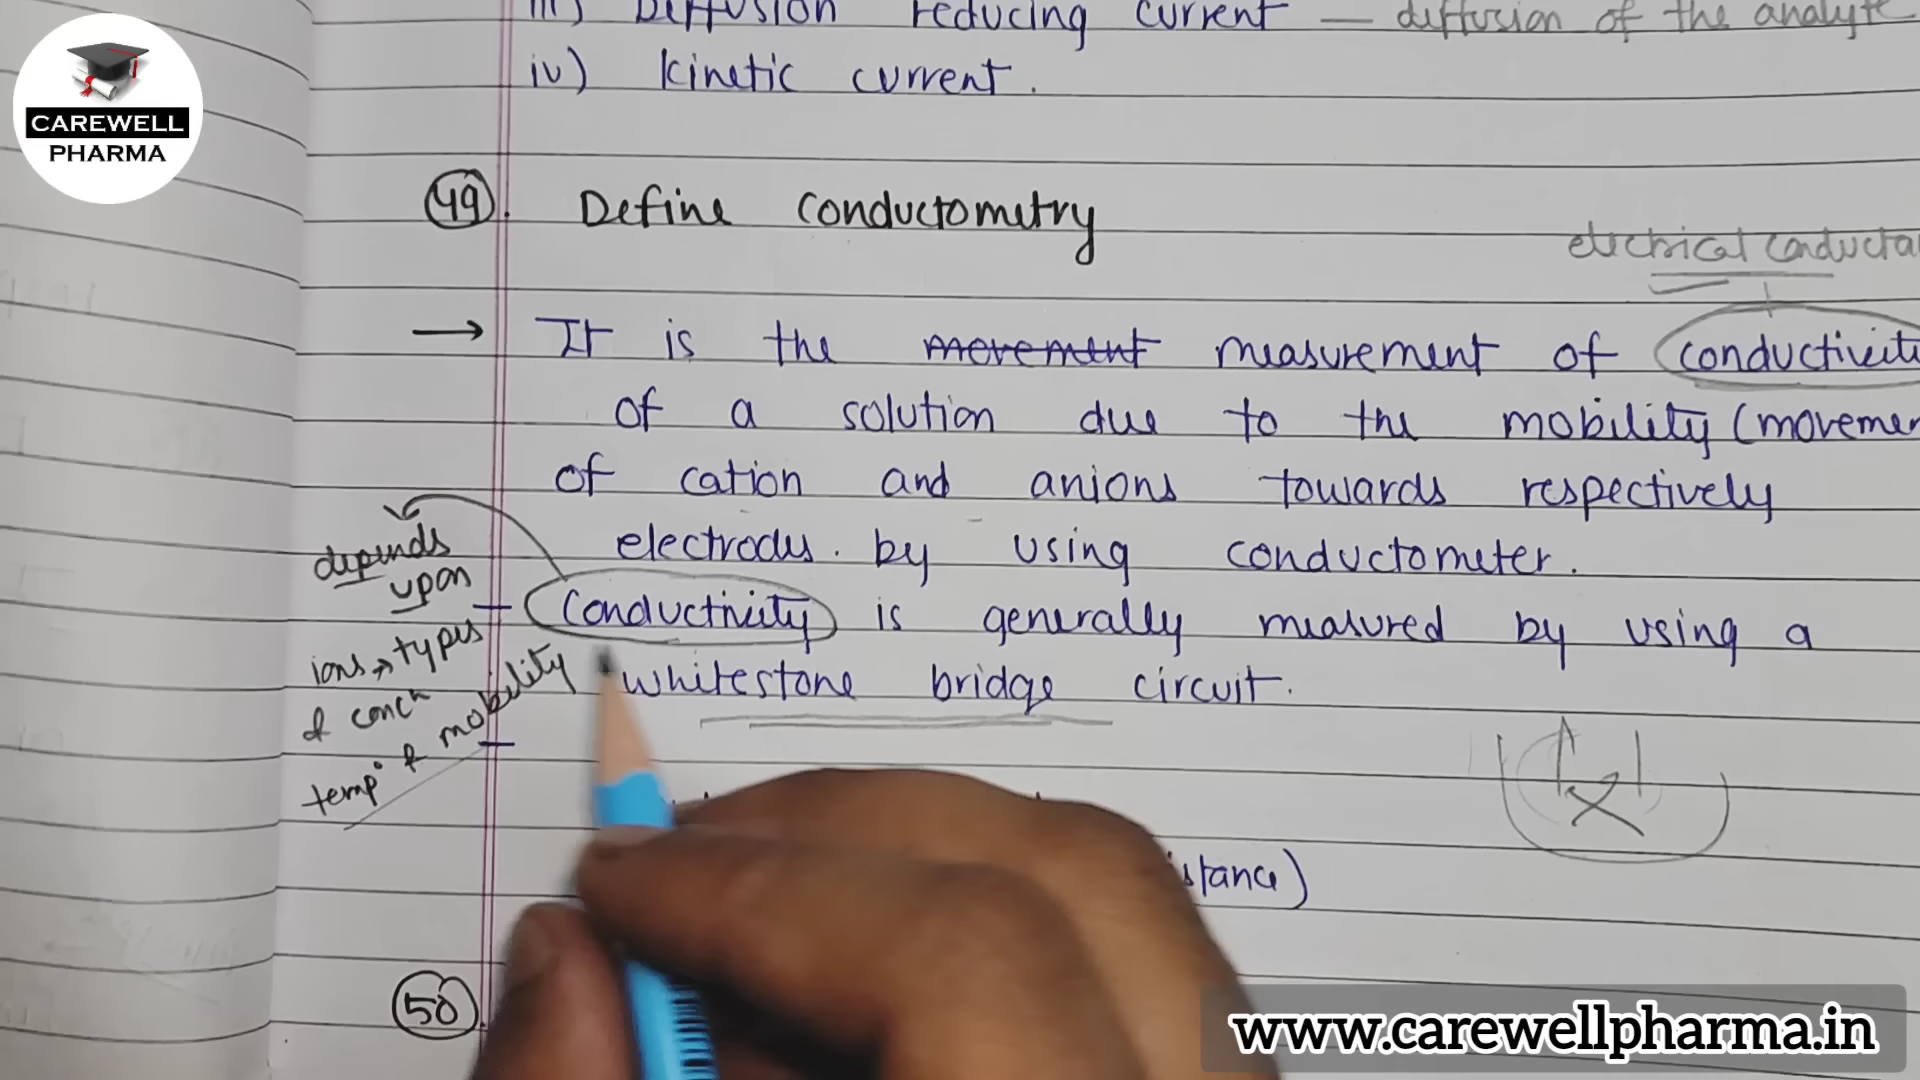 iii) Diffusion reducing current — diffusion of the analyte
iv) Kinetic current.
CAREWELL
PHARMA
49. Define Conductometry
electrical conducta
→ It is the movement measurement of conductivit
of a solution due to the mobility (movemen
of cation and anions towards respectively
electrodes. by using conductometer.
depends
upon
Conductivity is generally measured by using a
ions → types
whitestone bridge circuit.
& concn
temp° & mobility
istance)
50.
www.carewellpharma.in